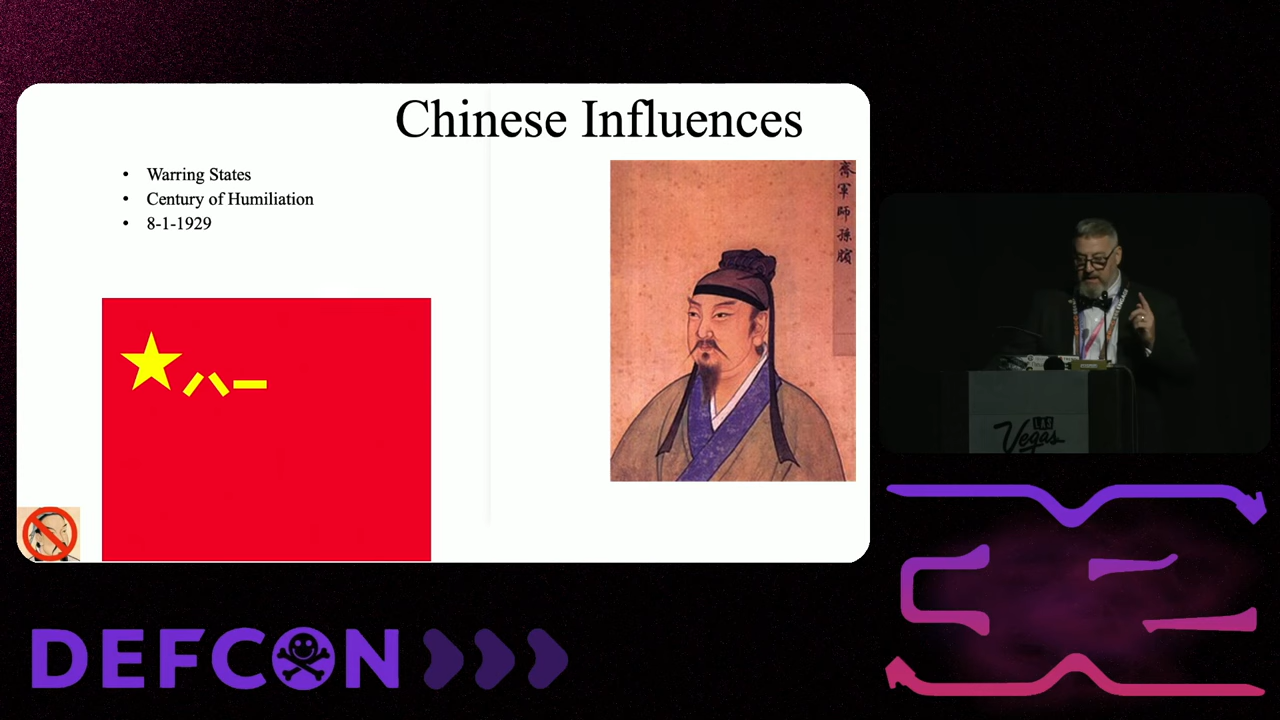 Chinese Influences
• Warring States
• Century of Humiliation
• 8-1-1929
齊軍師孫臏
八一
LAS
Vegas
DEFCON